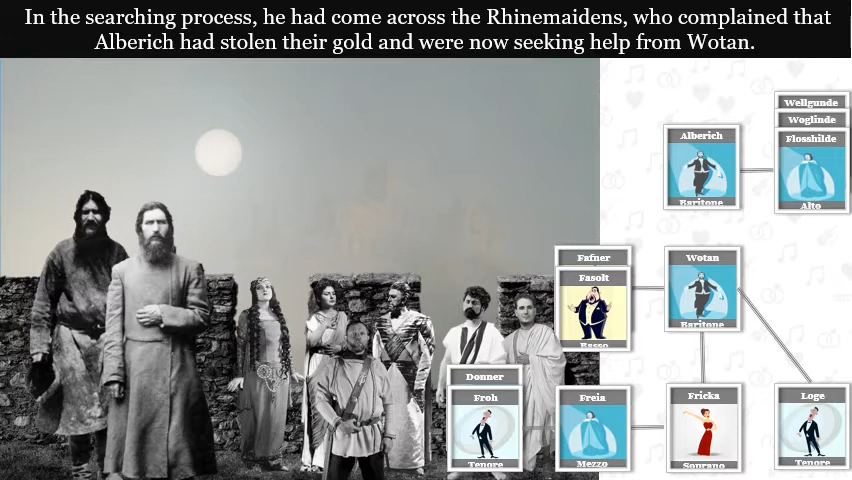 In the searching process, he had come across the Rhinemaidens, who complained that
Alberich had stolen their gold and were now seeking help from Wotan.
Wellgunde
Woglinde
Flosshilde
Alto
Alberich
Baritone
Fafner
Fasolt
Basso
Wotan
Baritone
Donner
Froh
Tenore
Freia
Mezzo
Fricka
Soprano
Loge
Tenore